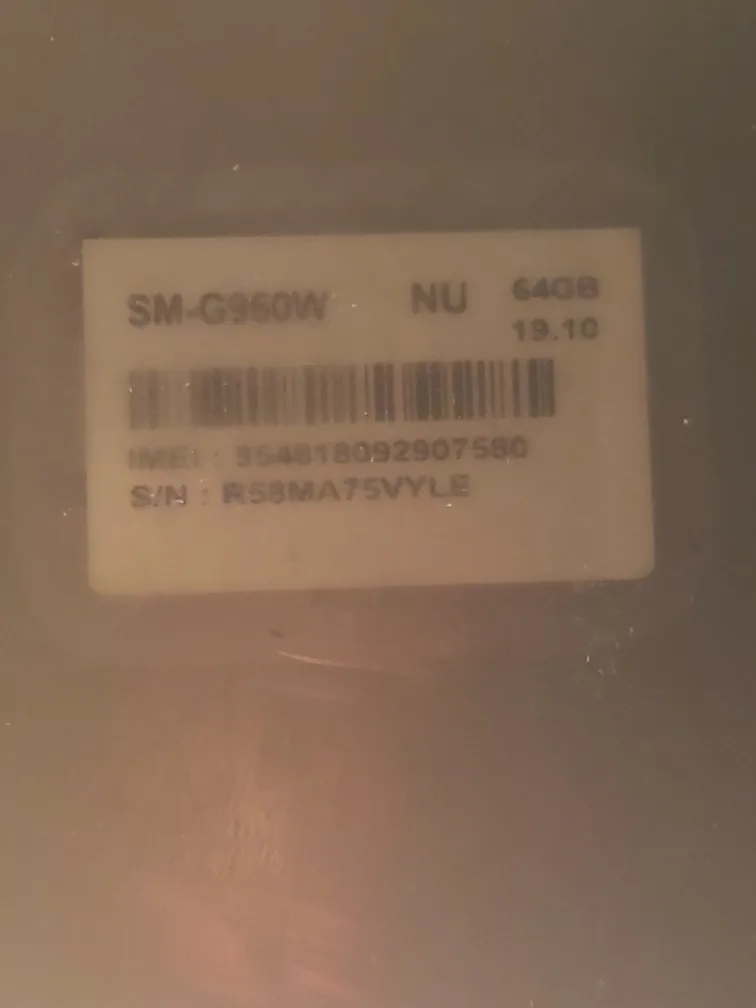 SM-G960W NU 64GB
19.10
IMEI : 354818092907580
S/N : R58MA75VYLE